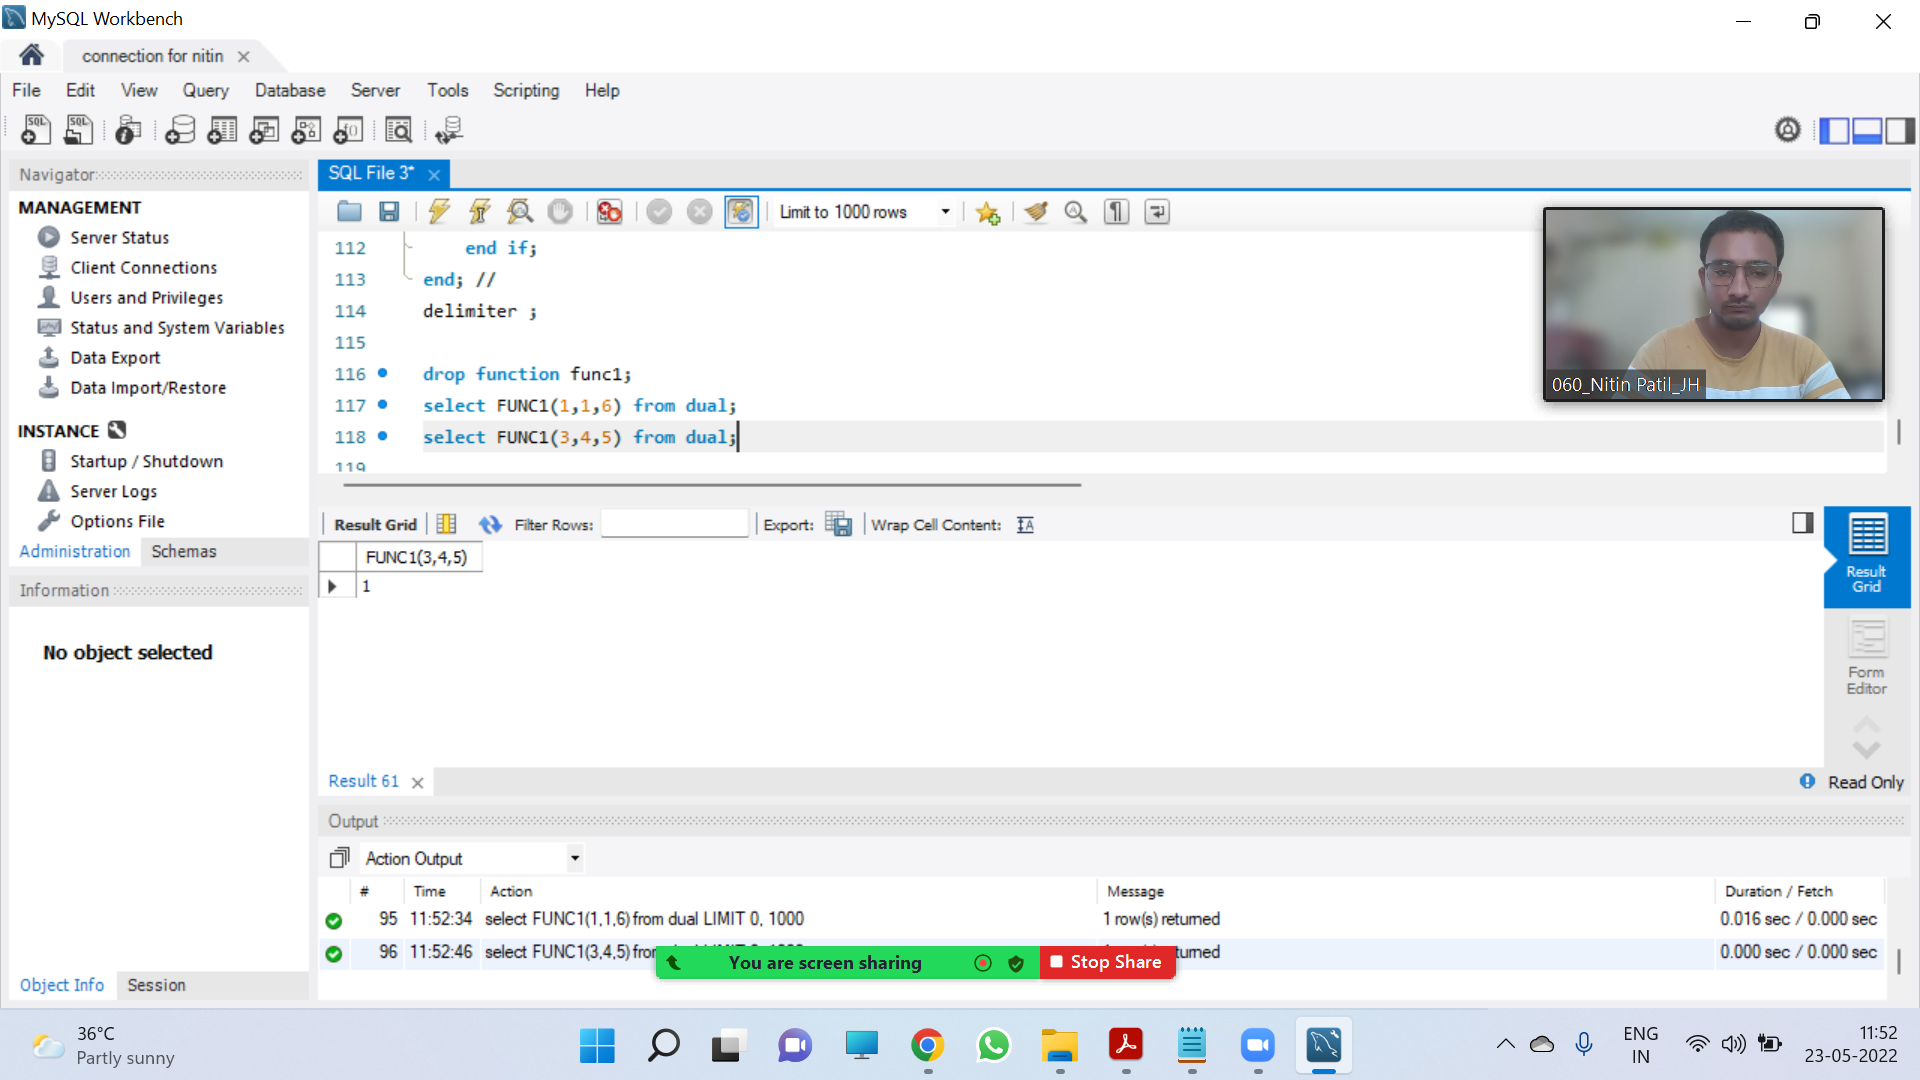 MySQL Workbench
connection for nitin
File Edit View Query Database Server Tools Scripting Help
Navigator
MANAGEMENT
Server Status
Client Connections
Users and Privileges
Status and System Variables
Data Export
Data Import/Restore
INSTANCE
Startup / Shutdown
Server Logs
Options File
Administration Schemas
Information
No object selected
Object Info Session
SQL File 3*
Limit to 1000 rows
112 end if;
113 end; //
114 delimiter ;
115
116 drop function func1;
117 select FUNC1(1,1,6) from dual;
118 select FUNC1(3,4,5) from dual;
119
060_Nitin Patil_JH
Result Grid Filter Rows: Export: Wrap Cell Content:
FUNC1(3,4,5)
1
Result Grid
Form Editor
Result 61
Read Only
Output
Action Output
# Time Action Message Duration / Fetch
95 11:52:34 select FUNC1(1,1,6) from dual LIMIT 0, 1000 1 row(s) returned 0.016 sec / 0.000 sec
96 11:52:46 select FUNC1(3,4,5) 0.000 sec / 0.000 sec
You are screen sharing Stop Share
36°C
Partly sunny
ENG
IN
11:52
23-05-2022